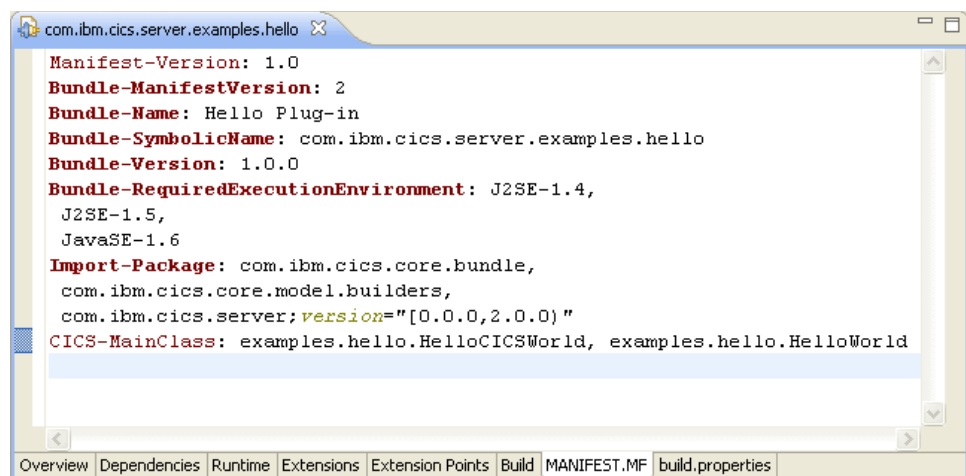 com.ibm.cics.server.examples.hello
Manifest-Version: 1.0
Bundle-ManifestVersion: 2
Bundle-Name: Hello Plug-in
Bundle-SymbolicName: com.ibm.cics.server.examples.hello
Bundle-Version: 1.0.0
Bundle-RequiredExecutionEnvironment: J2SE-1.4,
 J2SE-1.5,
 JavaSE-1.6
Import-Package: com.ibm.cics.core.bundle,
 com.ibm.cics.core.model.builders,
 com.ibm.cics.server;version="[0.0.0,2.0.0)"
CICS-MainClass: examples.hello.HelloCICSWorld, examples.hello.HelloWorld
Overview Dependencies Runtime Extensions Extension Points Build MANIFEST.MF build.properties